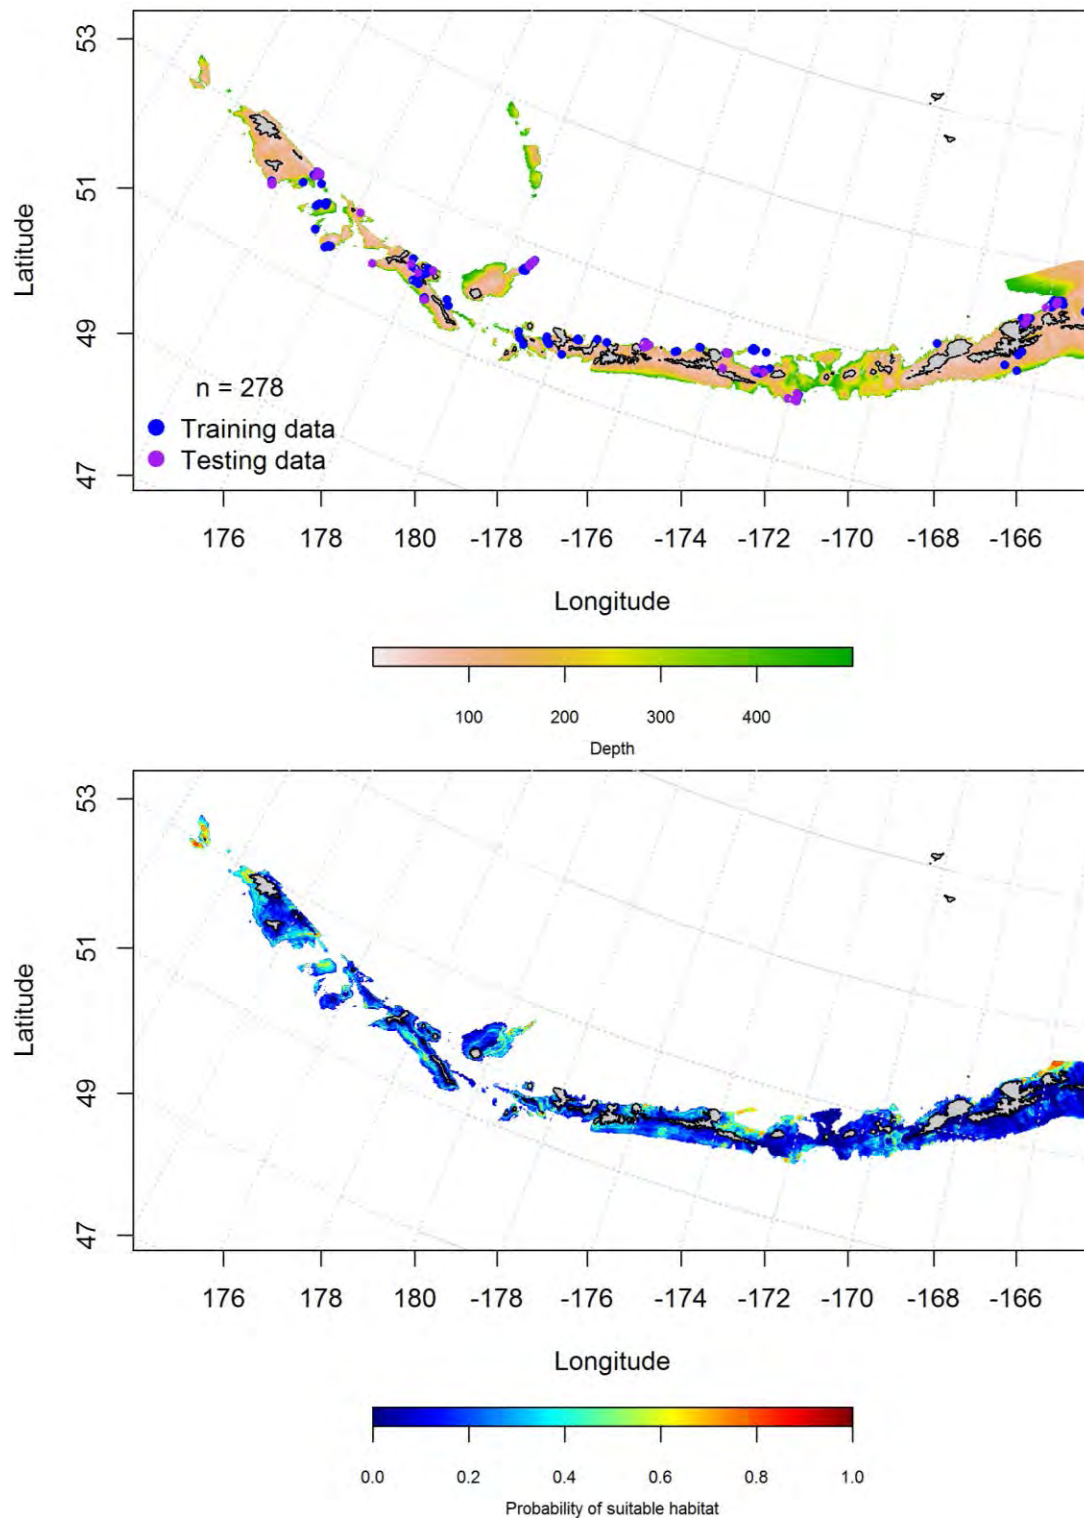 53
51
49
47
Latitude
n = 278
Training data
Testing data
176 178 180 -178 -176 -174 -172 -170 -168 -166
Longitude
100 200 300 400
Depth
53
51
49
47
Latitude
176 178 180 -178 -176 -174 -172 -170 -168 -166
Longitude
0.0 0.2 0.4 0.6 0.8 1.0
Probability of suitable habitat